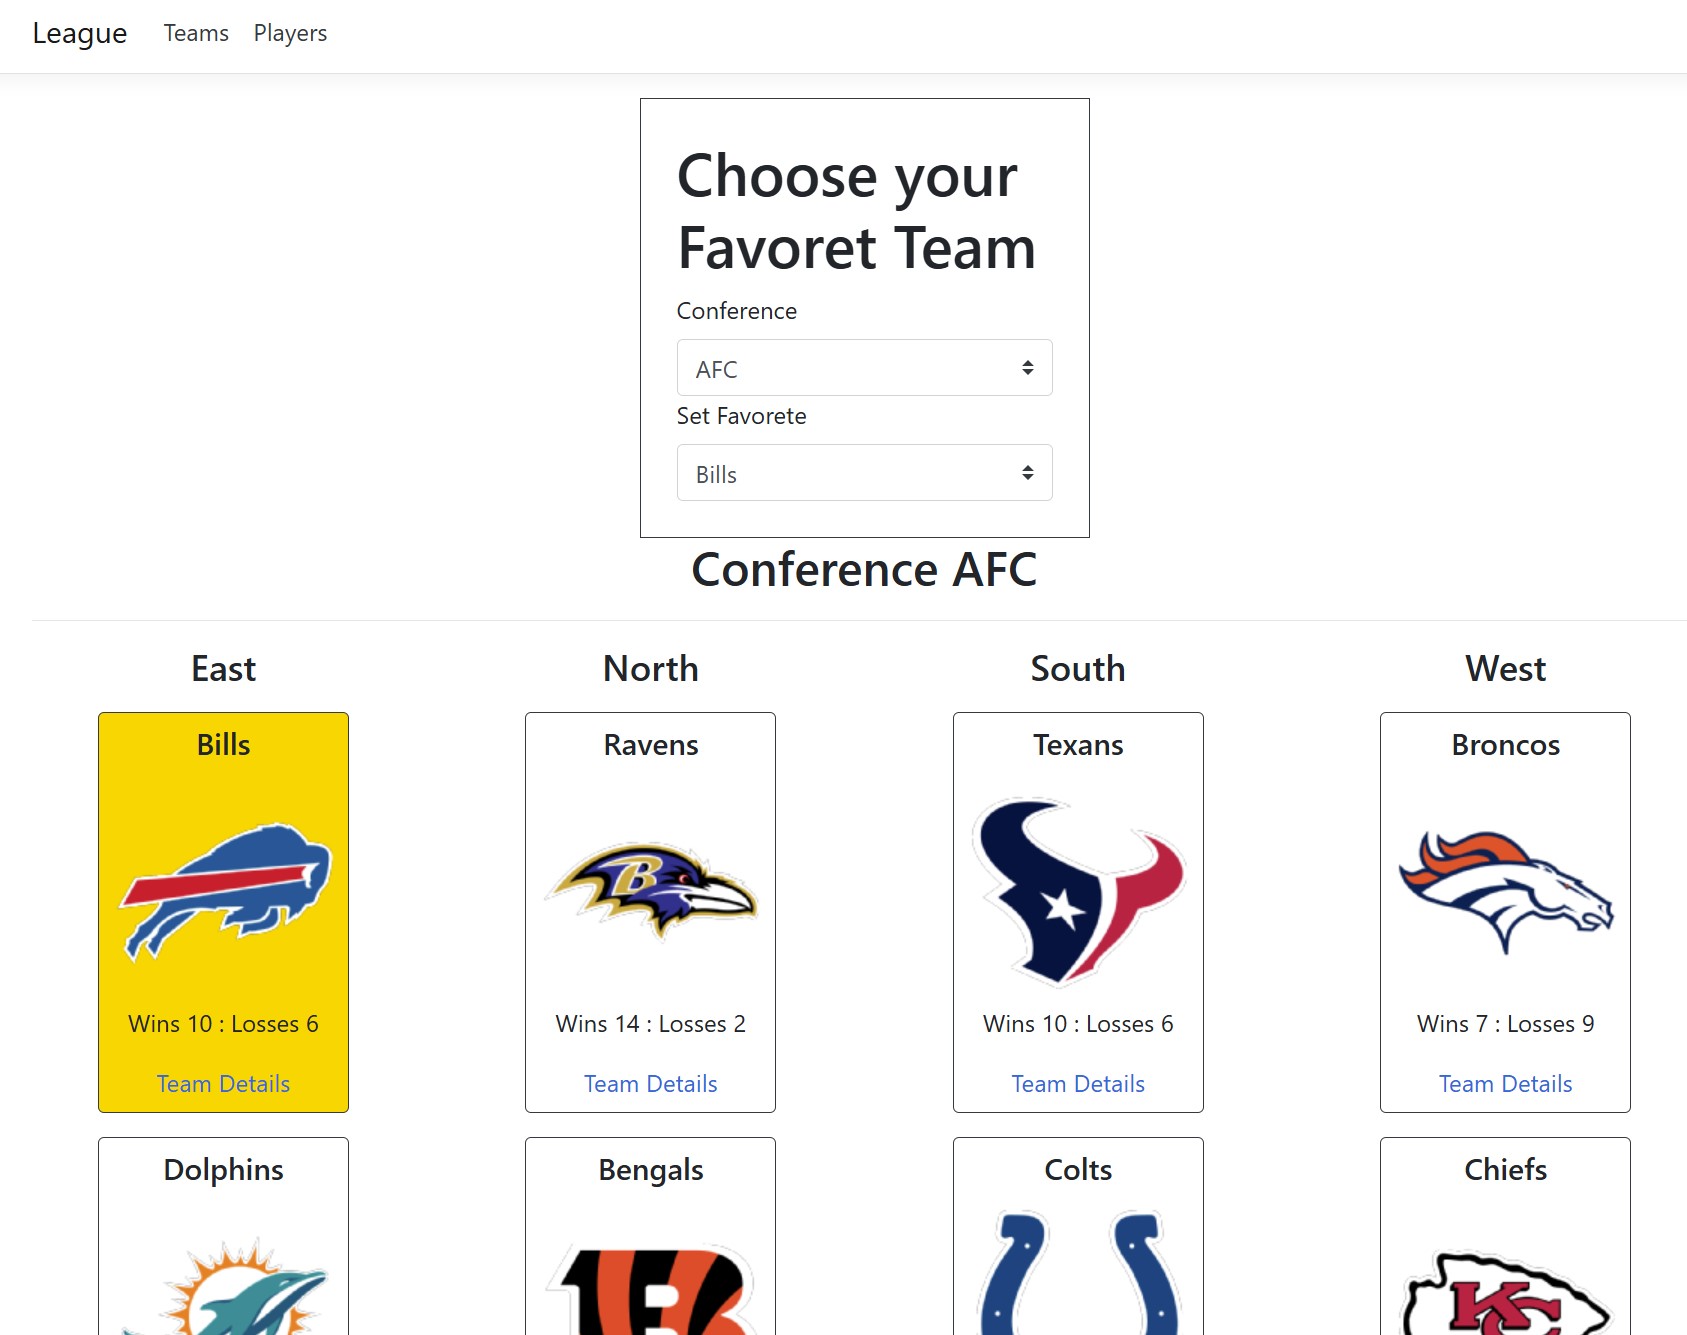 League Teams Players
Choose your
Favoret Team
Conference
AFC
Set Favorete
Bills
Conference AFC
East North South West
Bills Ravens Texans Broncos
B
Wins 10 : Losses 6 Wins 14 : Losses 2 Wins 10 : Losses 6 Wins 7 : Losses 9
Team Details Team Details Team Details Team Details
Dolphins Bengals Colts Chiefs
B KC